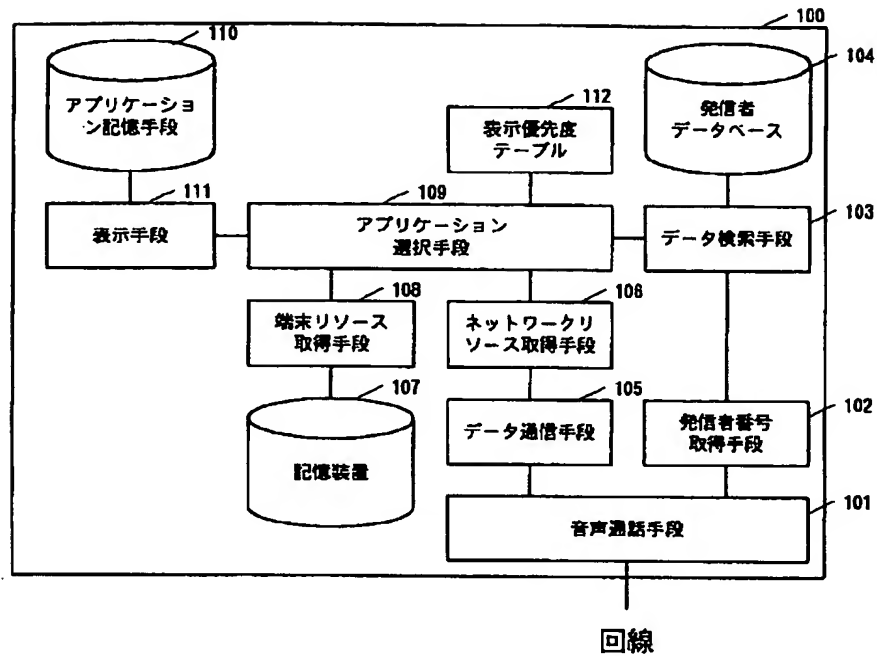 100
110
104
アプリケーショ
ン記憶手段
112
発信者
データベース
表示優先度
テーブル
111
109
103
表示手段
アプリケーション
選択手段
データ検索手段
108
106
端末リソース
取得手段
ネットワークリ
ソース取得手段
107
105
102
記憶装置
データ通信手段
発信者番号
取得手段
101
音声通話手段
回線